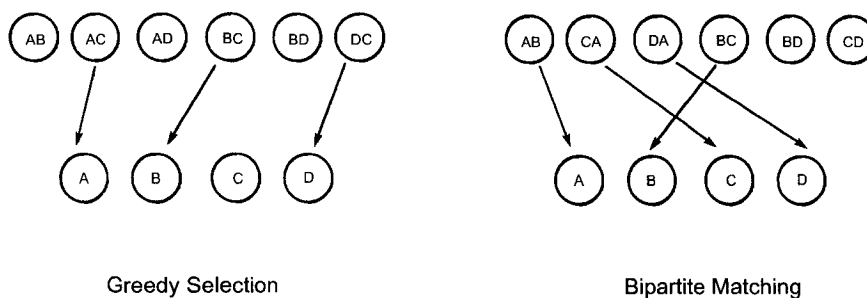 AB AC AD BC BD DC
A B C D
Greedy Selection
AB CA DA BC BD CD
A B C D
Bipartite Matching